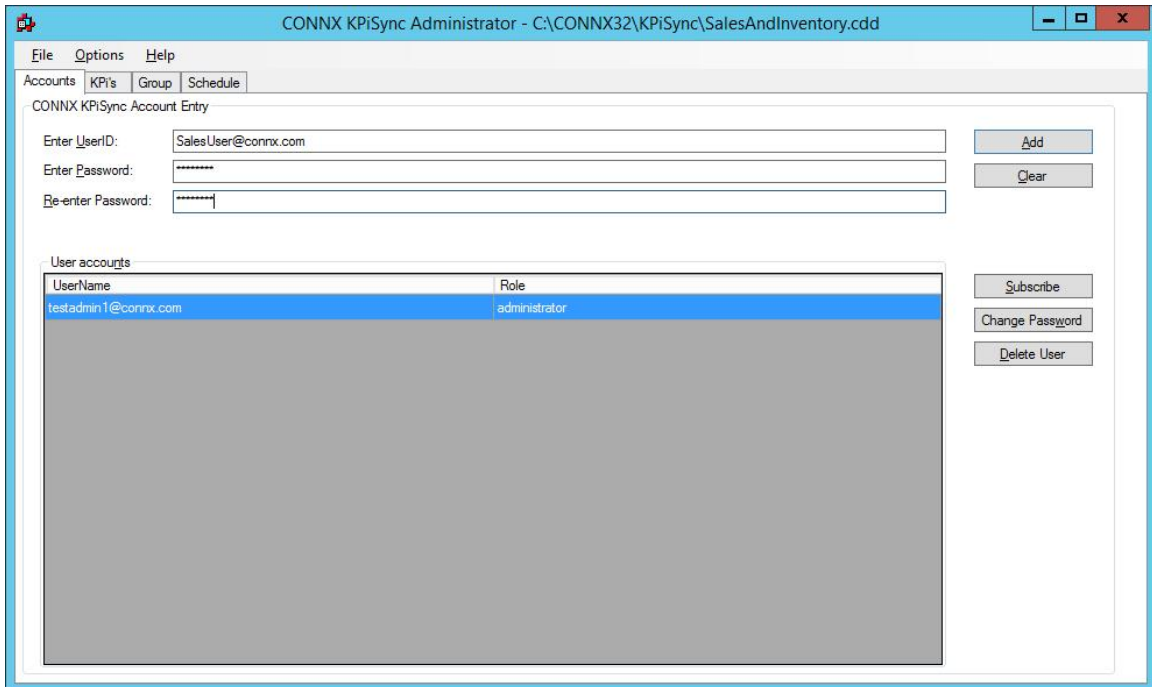 CONNX KPiSync Administrator - C:\CONNX32\KPiSync\SalesAndInventory.cdd
File Options Help
Accounts KPi's Group Schedule
CONNX KPiSync Account Entry
Enter UserID: SalesUser@connx.com Add
Enter Password: ******** Clear
Re-enter Password: ********
User accounts
UserName Role Subscribe
testadmin1@connx.com administrator
Change Password
Delete User